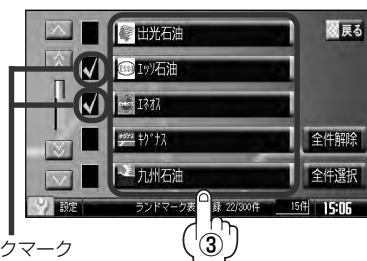 出光石油
戻る
ESSO
エッソ石油
エネオス
キグナス
全件解除
九州石油
全件選択
設定
ランドマーク表
録 22/300件
15件
15:06
クマーク
③